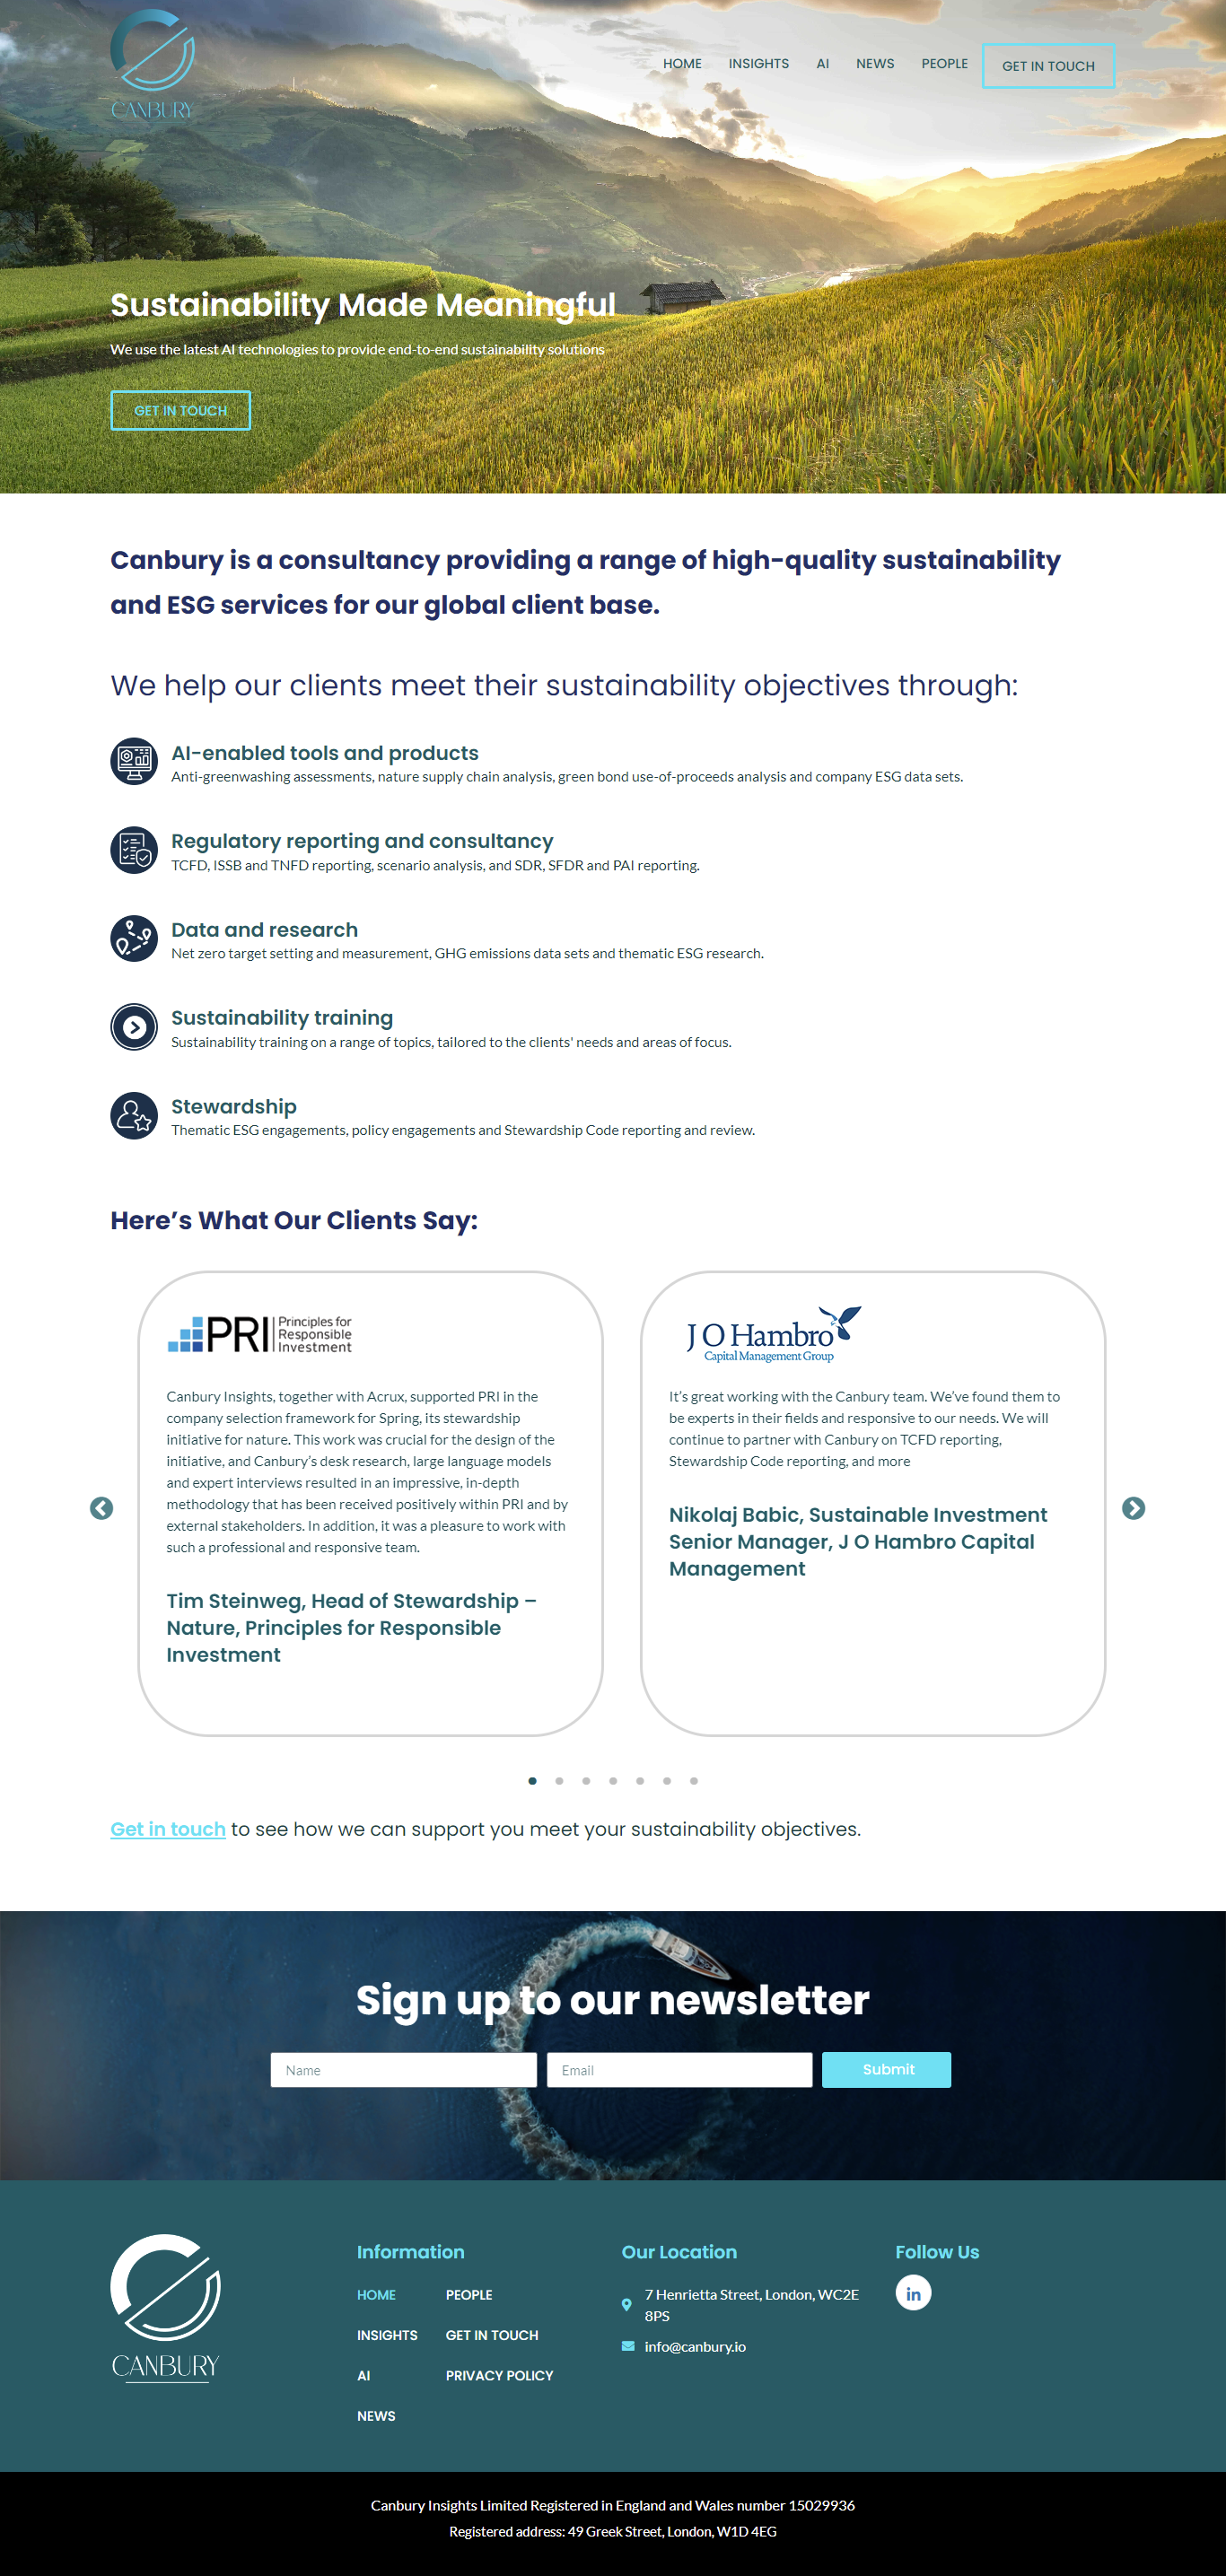 CANBURY
HOME
INSIGHTS
AI
NEWS
PEOPLE
GET IN TOUCH
Sustainability Made Meaningful
We use the latest AI technologies to provide end-to-end sustainability solutions
GET IN TOUCH
Canbury is a consultancy providing a range of high-quality sustainability
and ESG services for our global client base.
We help our clients meet their sustainability objectives through:
AI-enabled tools and products
Anti-greenwashing assessments, nature supply chain analysis, green bond use-of-proceeds analysis and company ESG data sets.
Regulatory reporting and consultancy
TCFD, ISSB and TNFD reporting, scenario analysis, and SDR, SFDR and PAI reporting.
Data and research
Net zero target setting and measurement, GHG emissions data sets and thematic ESG research.
Sustainability training
Sustainability training on a range of topics, tailored to the clients' needs and areas of focus.
Stewardship
Thematic ESG engagements, policy engagements and Stewardship Code reporting and review.
Here’s What Our Clients Say:
PRI
Principles for
Responsible
Investment
Canbury Insights, together with Acrux, supported PRI in the
company selection framework for Spring, its stewardship
initiative for nature. This work was crucial for the design of the
initiative, and Canbury’s desk research, large language models
and expert interviews resulted in an impressive, in-depth
methodology that has been received positively within PRI and by
external stakeholders. In addition, it was a pleasure to work with
such a professional and responsive team.
Tim Steinweg, Head of Stewardship –
Nature, Principles for Responsible
Investment
J O Hambro
Capital Management Group
It’s great working with the Canbury team. We’ve found them to
be experts in their fields and responsive to our needs. We will
continue to partner with Canbury on TCFD reporting,
Stewardship Code reporting, and more
Nikolaj Babic, Sustainable Investment
Senior Manager, J O Hambro Capital
Management
Get in touch to see how we can support you meet your sustainability objectives.
Sign up to our newsletter
Name
Email
Submit
CANBURY
Information
HOME
INSIGHTS
AI
NEWS
PEOPLE
GET IN TOUCH
PRIVACY POLICY
Our Location
7 Henrietta Street, London, WC2E
8PS
info@canbury.io
Follow Us
in
Canbury Insights Limited Registered in England and Wales number 15029936
Registered address: 49 Greek Street, London, W1D 4EG